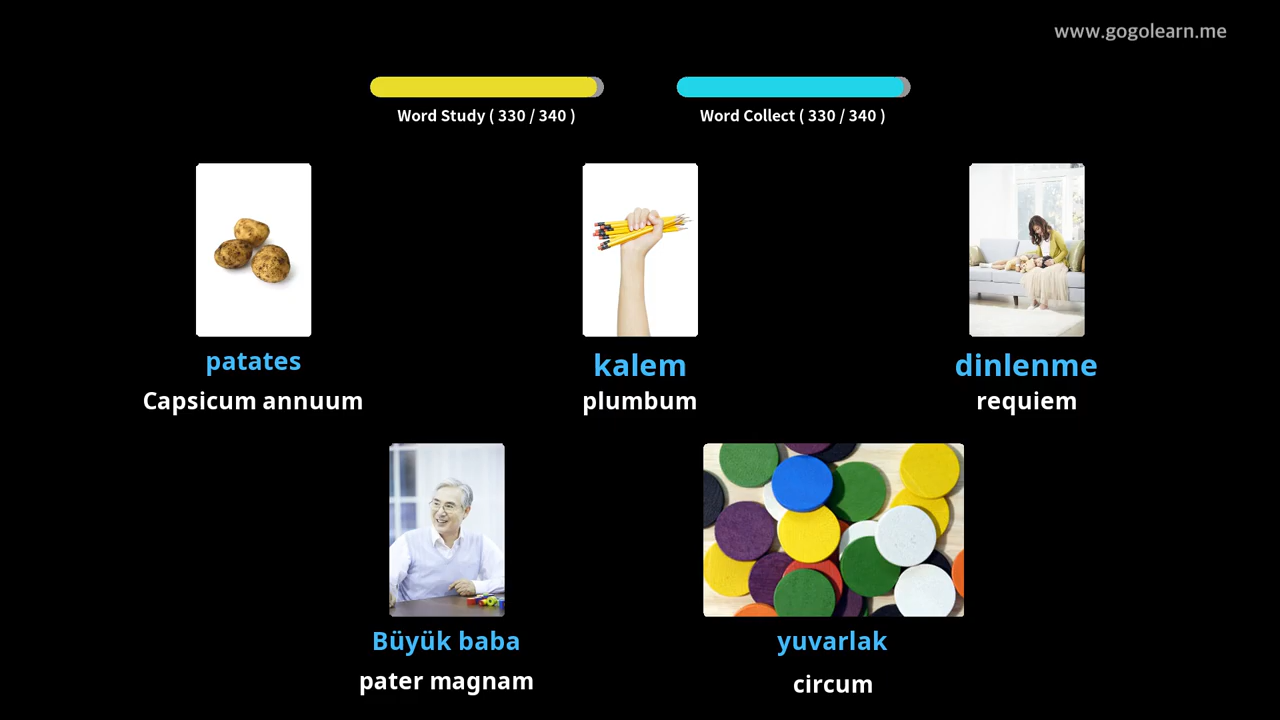 www.gogolearn.me
Word Study ( 330 / 340 )
Word Collect ( 330 / 340 )
patates
Capsicum annuum
kalem
plumbum
dinlenme
requiem
Büyük baba
pater magnam
yuvarlak
circum